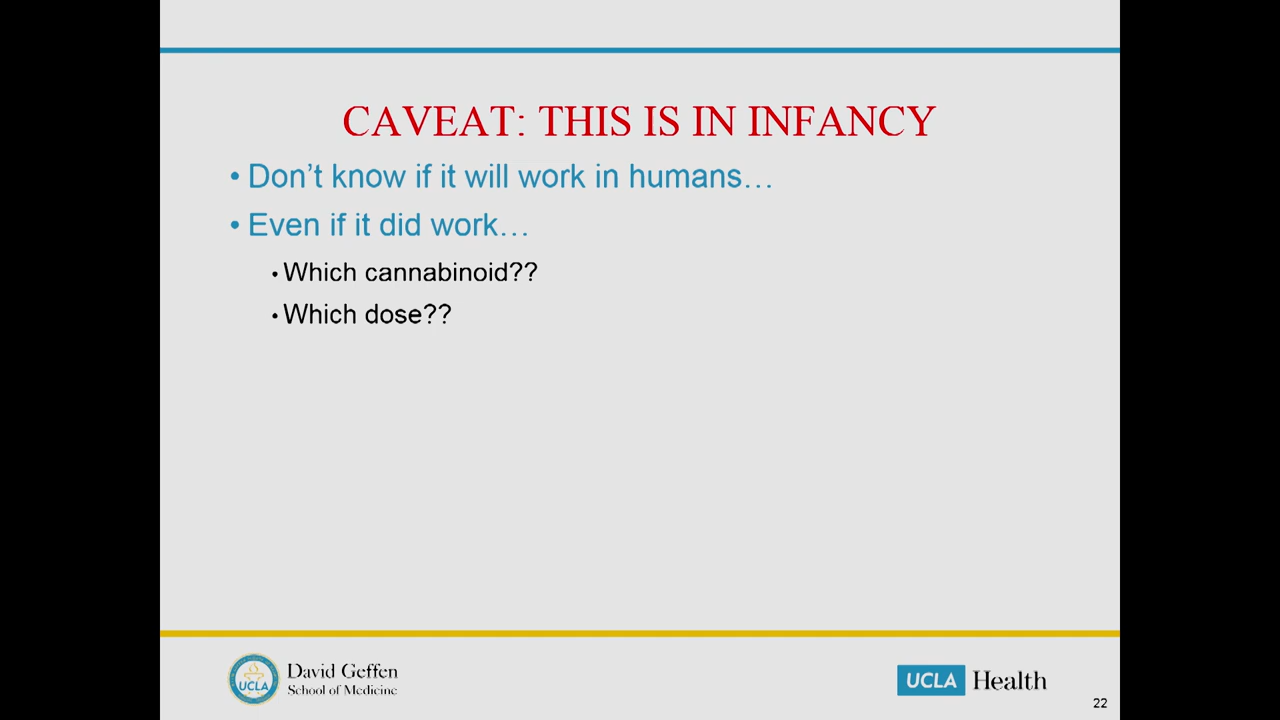 CAVEAT: THIS IS IN INFANCY
• Don’t know if it will work in humans…
• Even if it did work…
• Which cannabinoid??
• Which dose??
UCLA
David Geffen
School of Medicine
UCLA Health
22